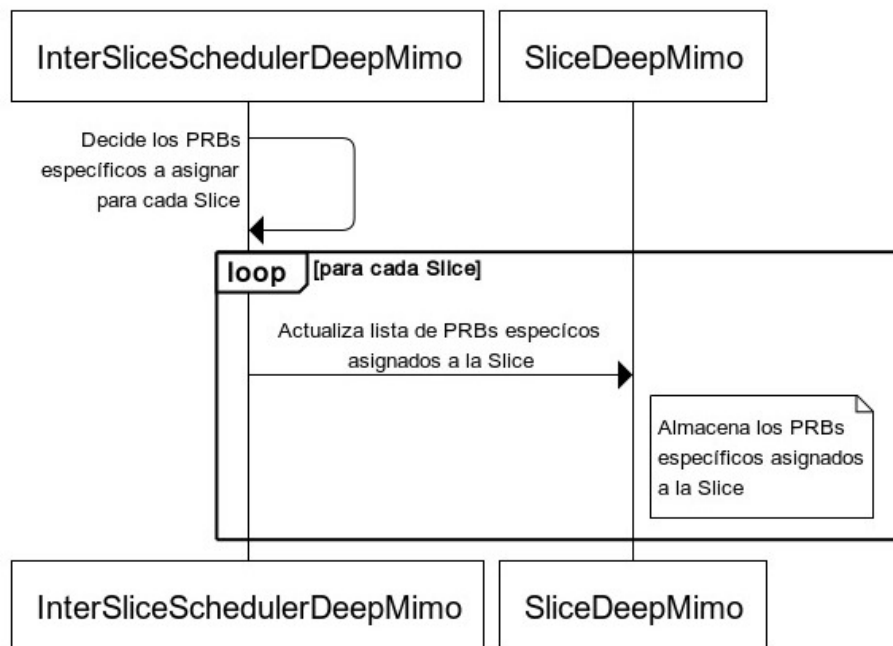 InterSliceSchedulerDeepMimo
SliceDeepMimo
Decide los PRBs
específicos a asignar
para cada Slice
loop
[para cada Slice]
Actualiza lista de PRBs especícos
asignados a la Slice
Almacena los PRBs
específicos asignados
a la Slice
InterSliceSchedulerDeepMimo
SliceDeepMimo